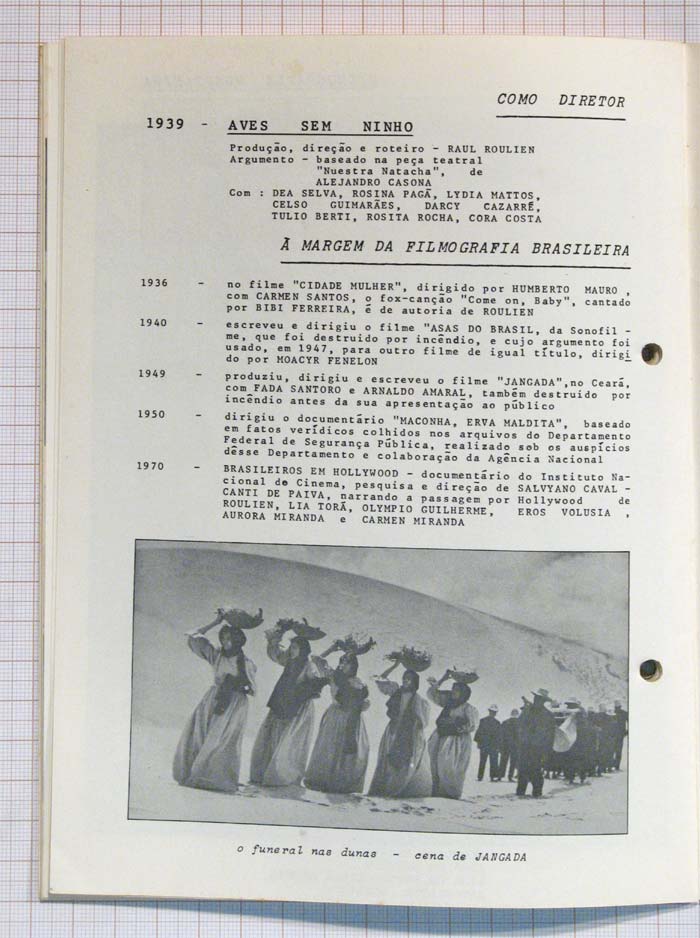 COMO DIRETOR
1939 - AVES SEM NINHO
Produção, direção e roteiro - RAUL ROULIEN
Argumento - baseado na peça teatral
"Nuestra Natacha", de
ALEJANDRO CASONA
Com : DEA SELVA, ROSINA PAGÃ, LYDIA MATTOS,
CELSO GUIMARÃES, DARCY CAZARRÉ,
TULIO BERTI, ROSITA ROCHA, CORA COSTA
À MARGEM DA FILMOGRAFIA BRASILEIRA
1936 - no filme "CIDADE MULHER", dirigido por HUMBERTO MAURO ,
com CARMEN SANTOS, o fox-canção "Come on, Baby", cantado
por BIBI FERREIRA, é de autoria de ROULIEN
1940 - escreveu e dirigiu o filme "ASAS DO BRASIL, da Sonofil -
me, que foi destruido por incêndio, e cujo argumento foi
usado, em 1947, para outro filme de igual título, dirigi
do por MOACYR FENELON
1949 - produziu, dirigiu e escreveu o filme "JANGADA",no Ceará,
com FADA SANTORO e ARNALDO AMARAL, também destruido por
incêndio antes da sua apresentação ao público
1950 - dirigiu o documentário "MACONHA, ERVA MALDITA", baseado
em fatos verídicos colhidos nos arquivos do Departamento
Federal de Segurança Pública, realizado sob os auspícios
dêsse Departamento e colaboração da Agência Nacional
1970 - BRASILEIROS EM HOLLYWOOD - documentário do Instituto Na-
cional de Cinema, pesquisa e direção de SALVYANO CAVAL -
CANTI DE PAIVA, narrando a passagem por Hollywood de
ROULIEN, LIA TORÁ, OLYMPIO GUILHERME, EROS VOLUSIA ,
AURORA MIRANDA e CARMEN MIRANDA
o funeral nas dunas - cena de JANGADA